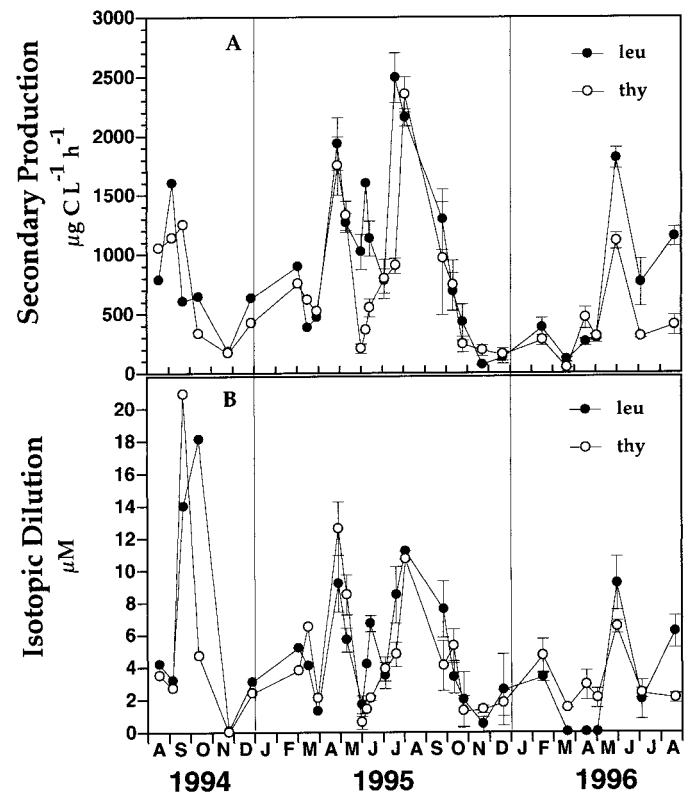 3000
A
leu
2500
thy
2000
1500
1000
500
0
Secondary Production
µg C L⁻¹ h⁻¹
B
20
leu
18
thy
16
14
12
10
8
6
4
2
0
Isotopic Dilution
µM
A S O N D J F M A M J J A S O N D J F M A M J J A
1994 1995 1996